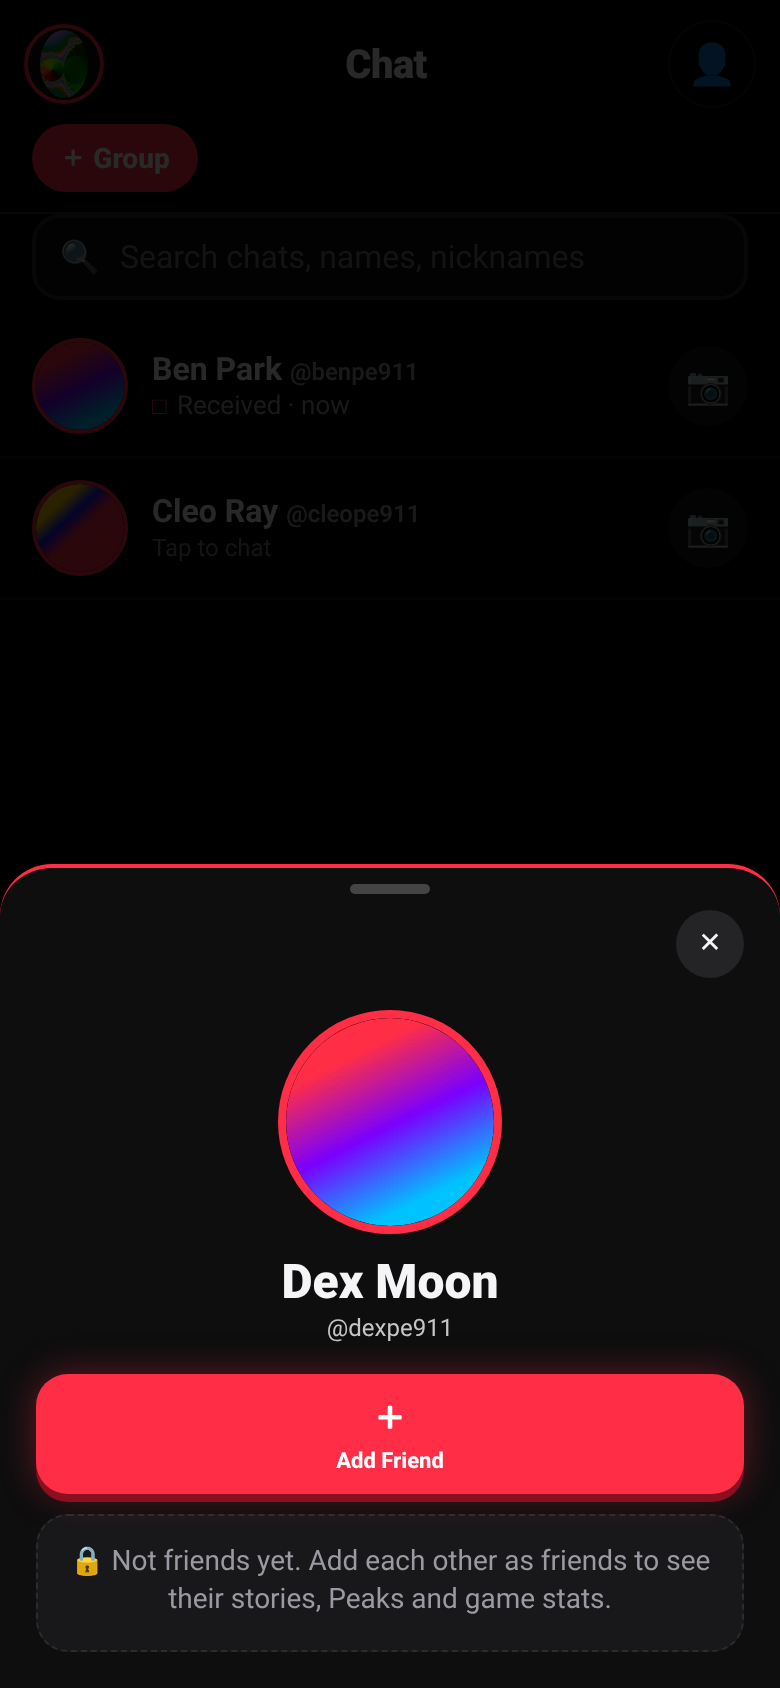 Chat
+ Group
Search chats, names, nicknames
Ben Park @benpe911
Received · now
Cleo Ray @cleope911
Tap to chat
×
Dex Moon
@dexpe911
+
Add Friend
🔒 Not friends yet. Add each other as friends to see
their stories, Peaks and game stats.